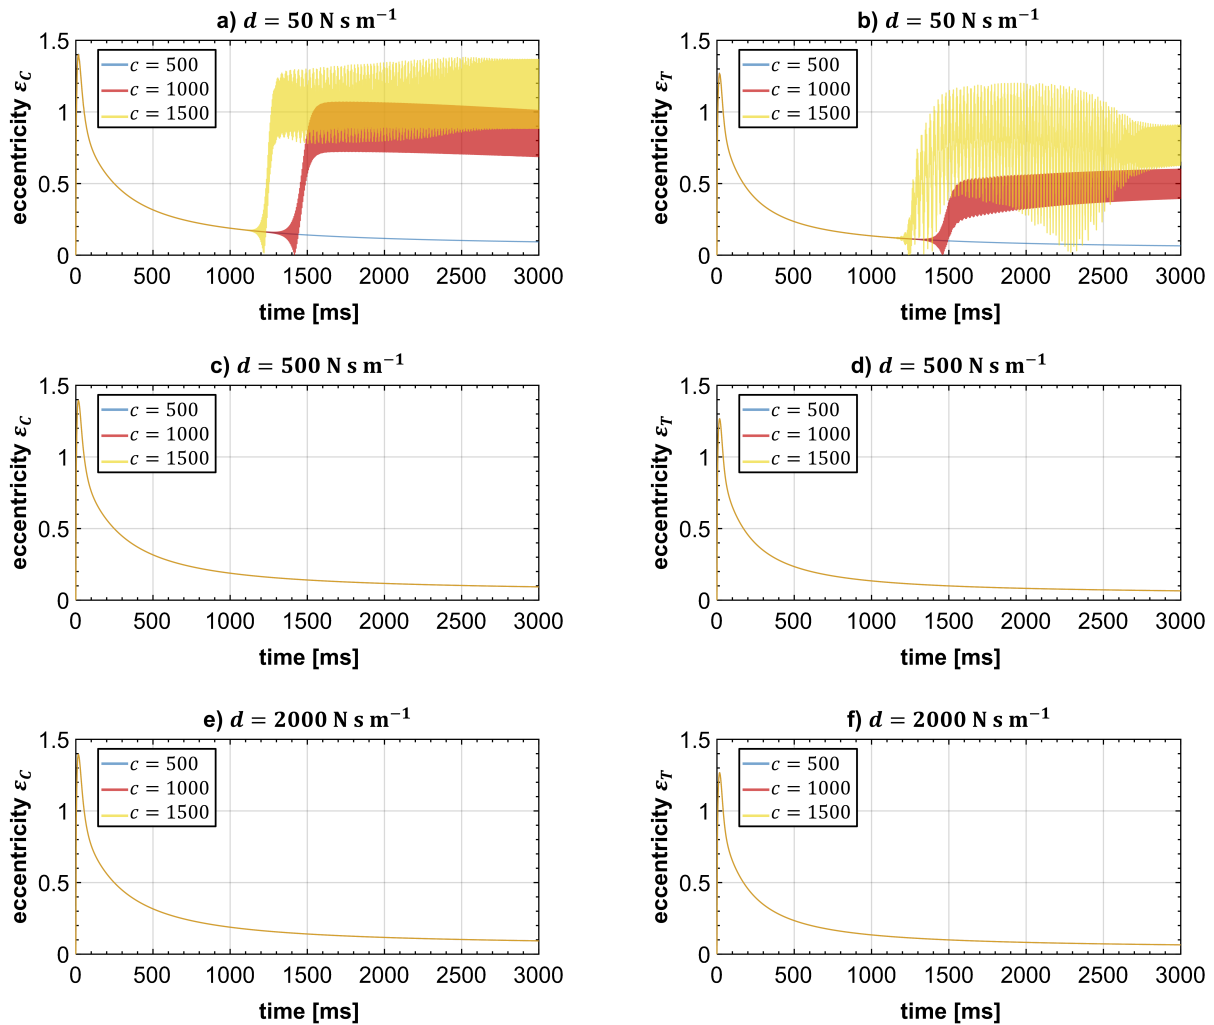 a) d = 50 N s m⁻¹
eccentricity ε_C
1.5
1
0.5
0
c = 500
c = 1000
c = 1500
0 500 1000 1500 2000 2500 3000
time [ms]
b) d = 50 N s m⁻¹
eccentricity ε_T
1.5
1
0.5
0
c = 500
c = 1000
c = 1500
0 500 1000 1500 2000 2500 3000
time [ms]
c) d = 500 N s m⁻¹
eccentricity ε_C
1.5
1
0.5
0
c = 500
c = 1000
c = 1500
0 500 1000 1500 2000 2500 3000
time [ms]
d) d = 500 N s m⁻¹
eccentricity ε_T
1.5
1
0.5
0
c = 500
c = 1000
c = 1500
0 500 1000 1500 2000 2500 3000
time [ms]
e) d = 2000 N s m⁻¹
eccentricity ε_C
1.5
1
0.5
0
c = 500
c = 1000
c = 1500
0 500 1000 1500 2000 2500 3000
time [ms]
f) d = 2000 N s m⁻¹
eccentricity ε_T
1.5
1
0.5
0
c = 500
c = 1000
c = 1500
0 500 1000 1500 2000 2500 3000
time [ms]